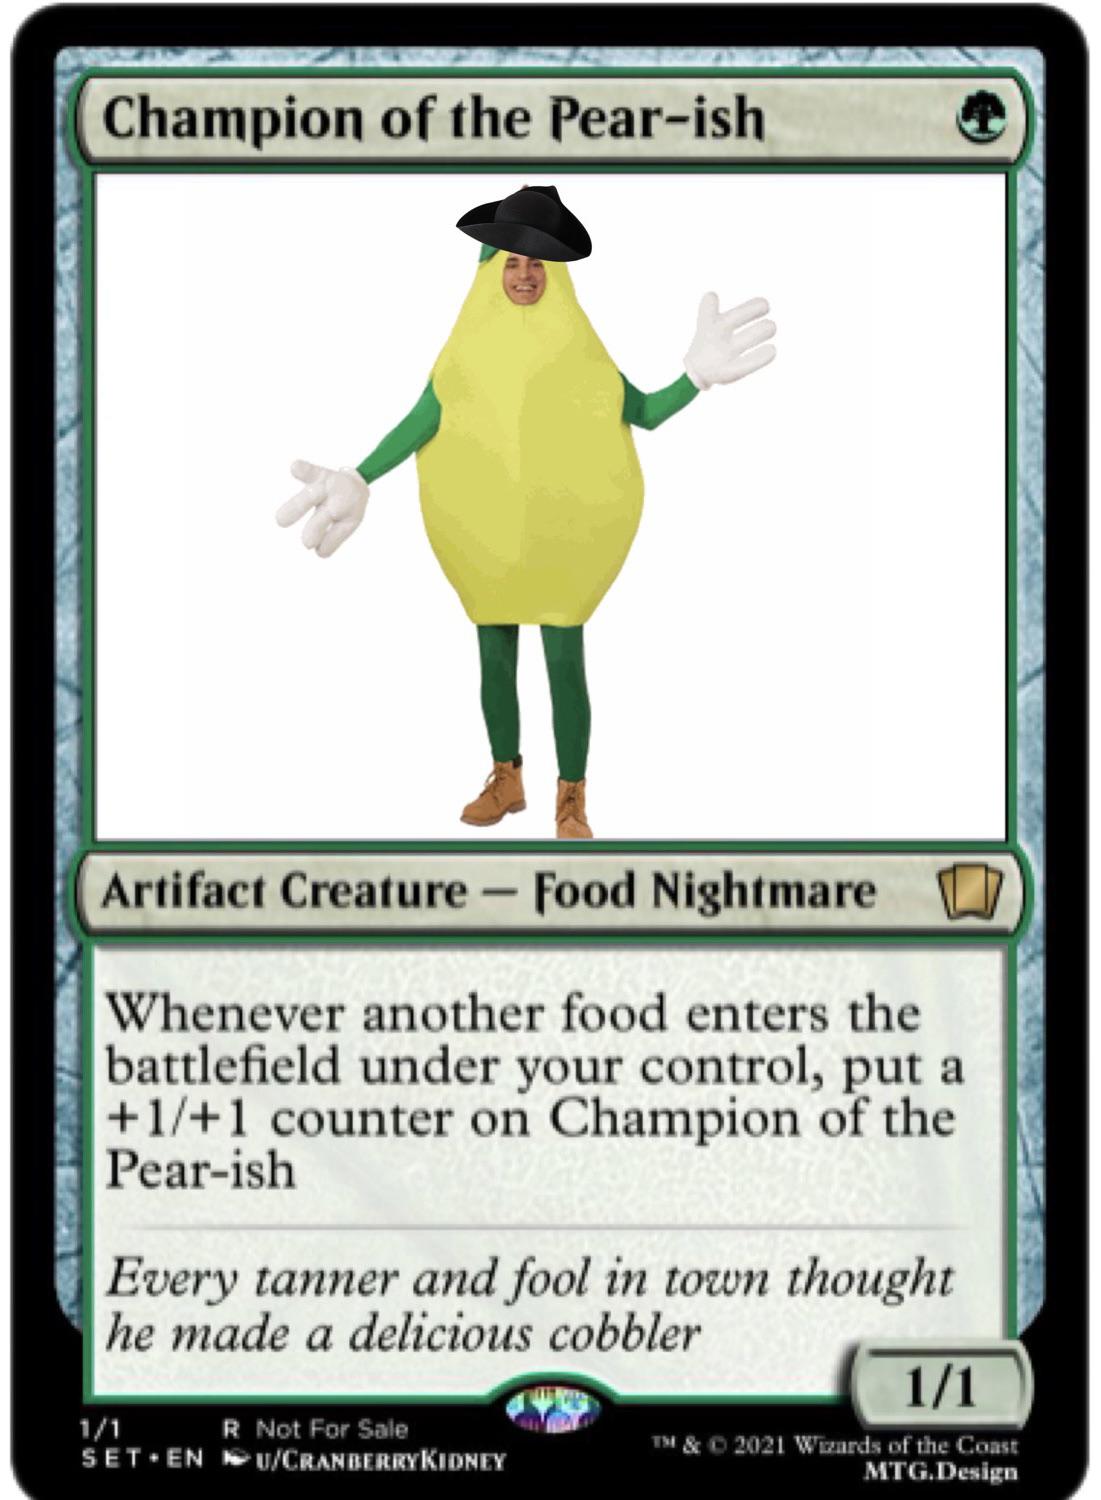 Champion of the Pear-ish
Artifact Creature — Food Nightmare
Whenever another food enters the
battlefield under your control, put a
+1/+1 counter on Champion of the
Pear-ish
Every tanner and fool in town thought
he made a delicious cobbler
1/1
1/1 R Not For Sale
SET • EN u/CranberryKidney
™ & © 2021 Wizards of the Coast
MTG.Design